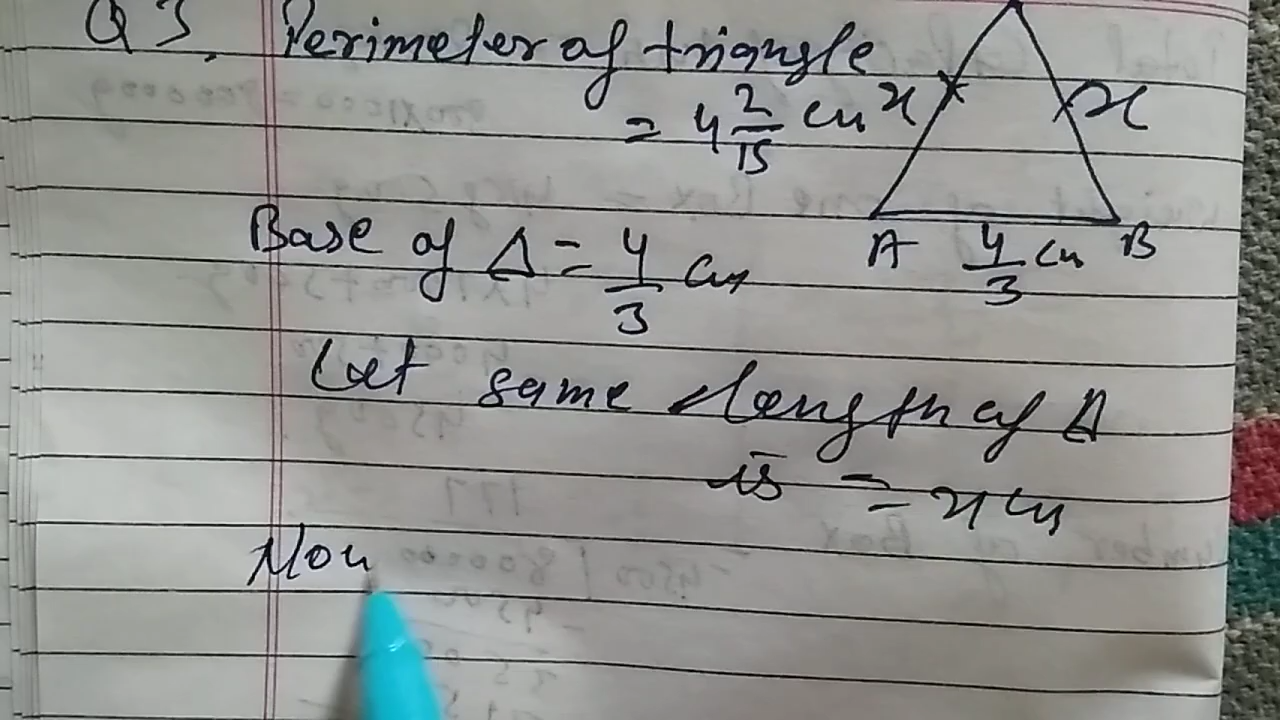 Q 3. Perimeter of triangle
= 4 2/15 cm
x
x
Base of Δ = 4/3 cm
A 4/3 cm B
Let same length of Δ
is = x cm
Now